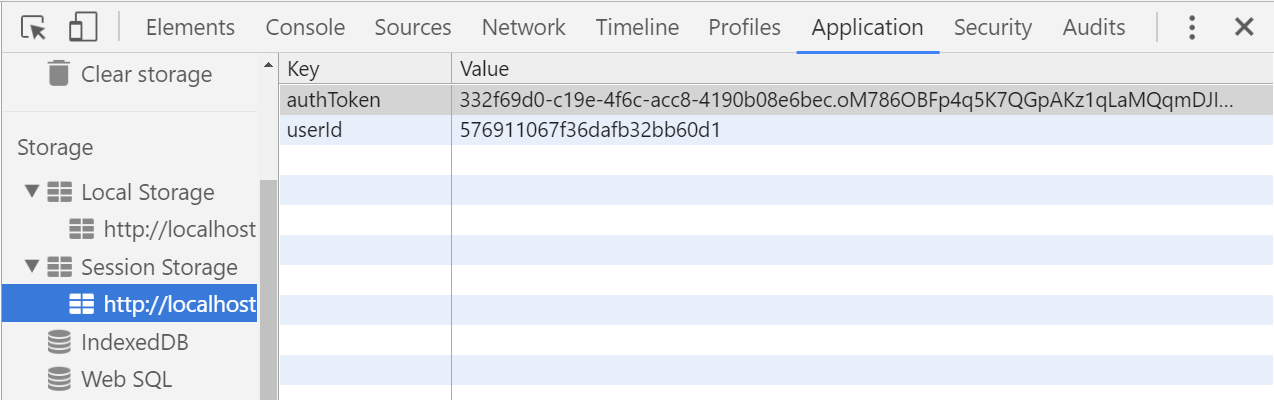 Elements Console Sources Network Timeline Profiles Application Security Audits
Clear storage
Storage
Local Storage
http://localhost
Session Storage
http://localhost
IndexedDB
Web SQL
Key Value
authToken 332f69d0-c19e-4f6c-acc8-4190b08e6bec.oM786OBFp4q5K7QGpAKz1qLaMQqmDJI...
userId 576911067f36dafb32bb60d1